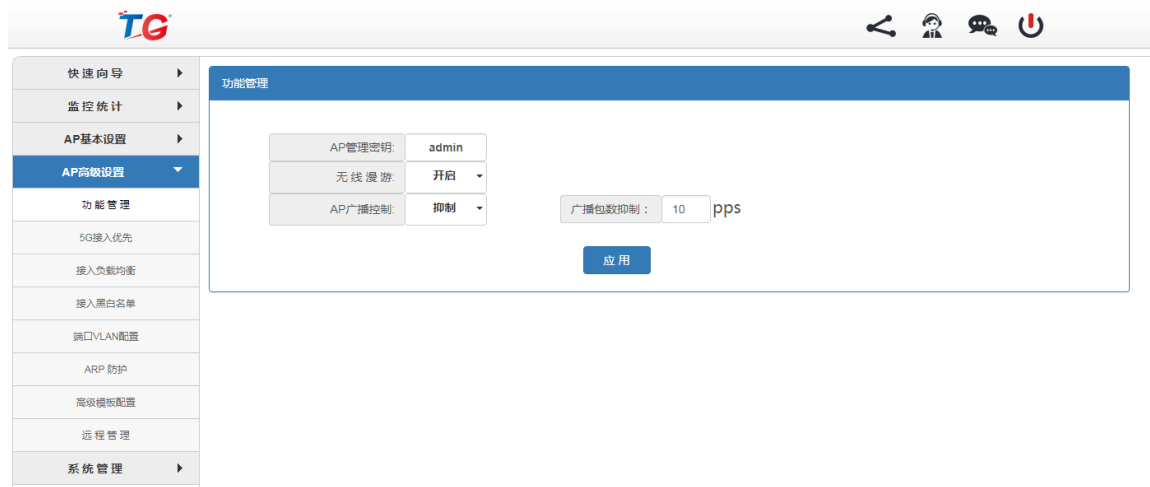 TG
快速向导
监控统计
AP基本设置
AP高级设置
功能管理
5G接入优先
接入负载均衡
接入黑白名单
端口VLAN配置
ARP 防护
高级模板配置
远程管理
系统管理
功能管理
AP管理密钥: admin
无线漫游: 开启
AP广播控制: 抑制 广播包数抑制： 10 pps
应用